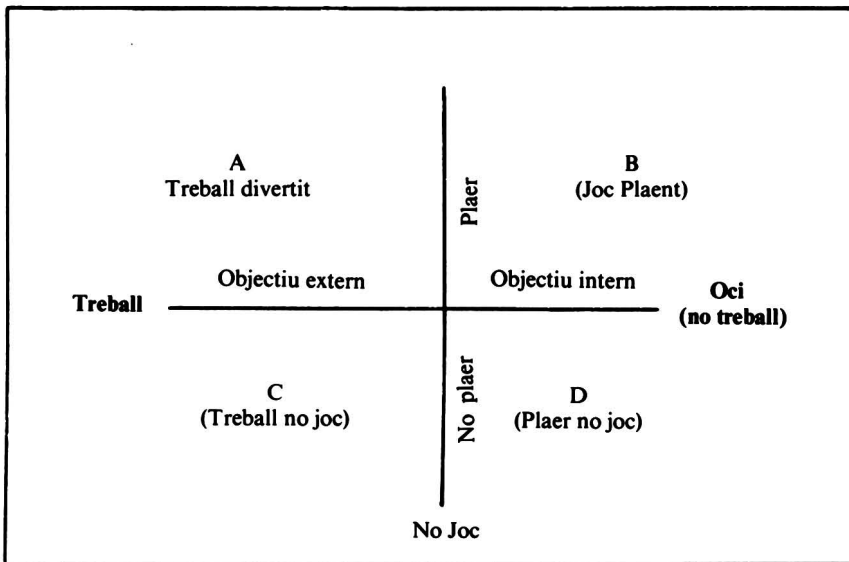 A
Treball divertit
B
(Joc Plaent)
Plaer
Objectiu extern
Objectiu intern
Treball
Oci
(no treball)
No plaer
C
(Treball no joc)
D
(Plaer no joc)
No Joc